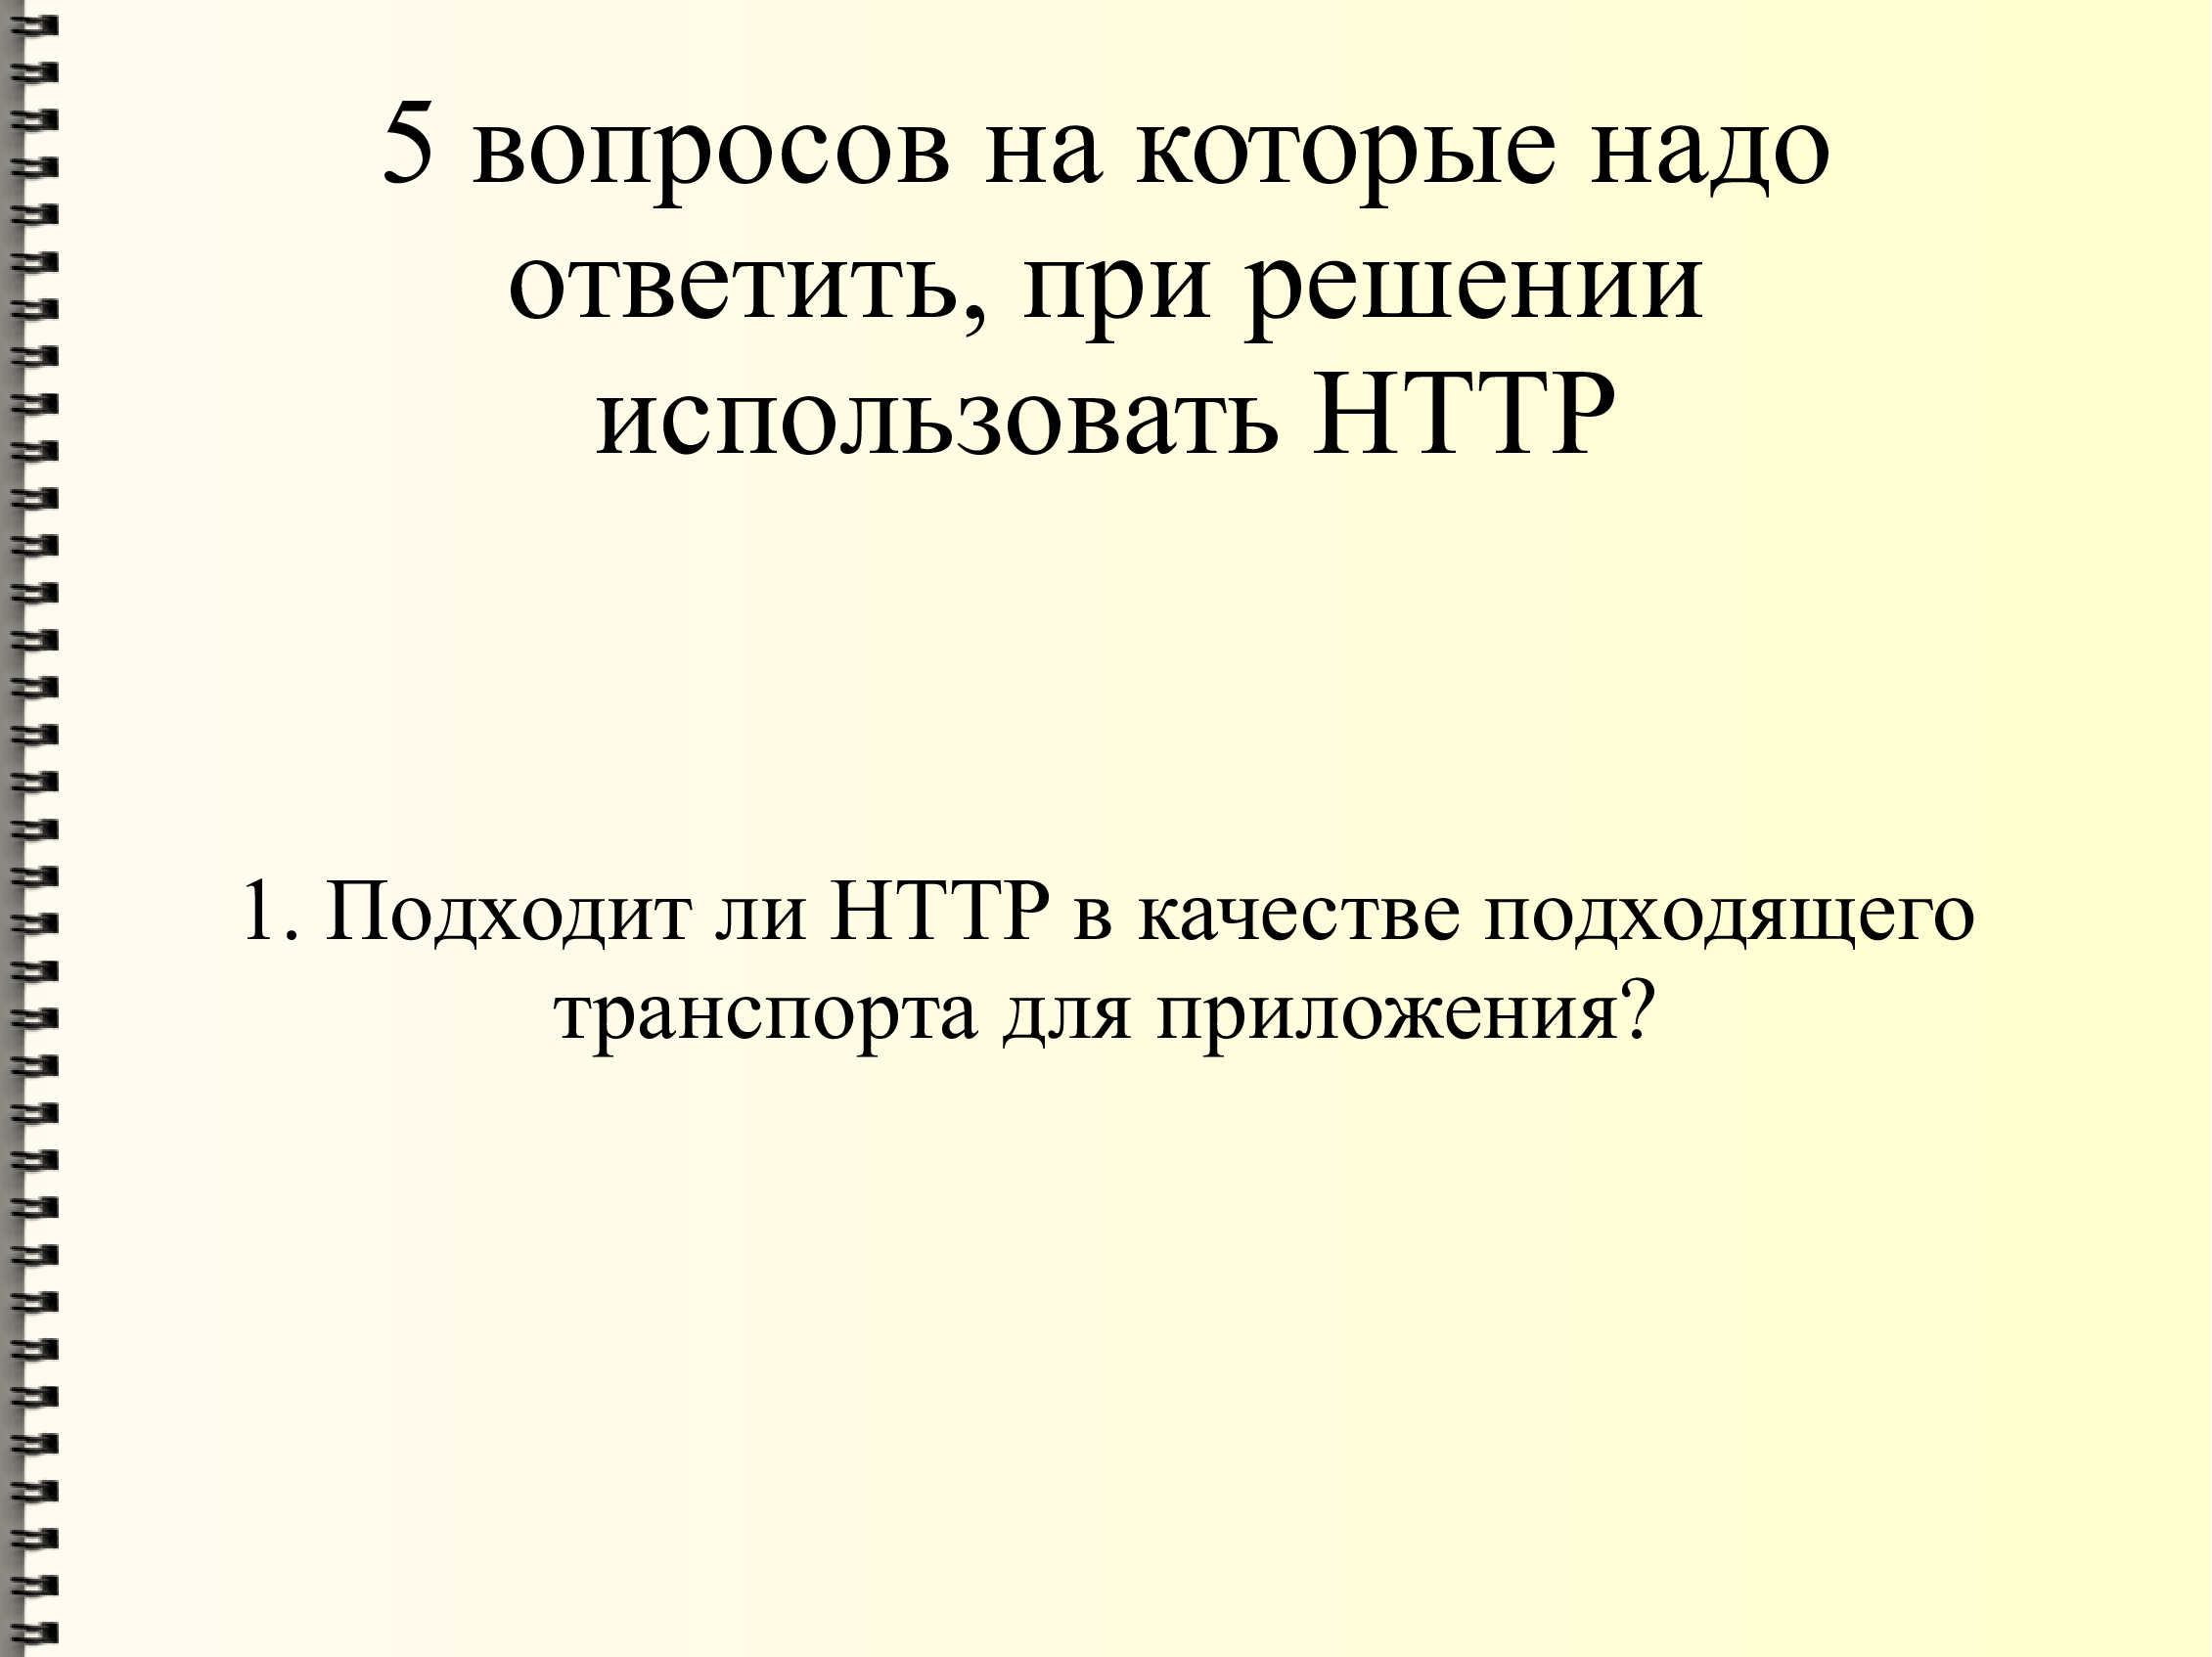 5 вопросов на которые надо
ответить, при решении
использовать HTTP
1. Подходит ли HTTP в качестве подходящего
транспорта для приложения?